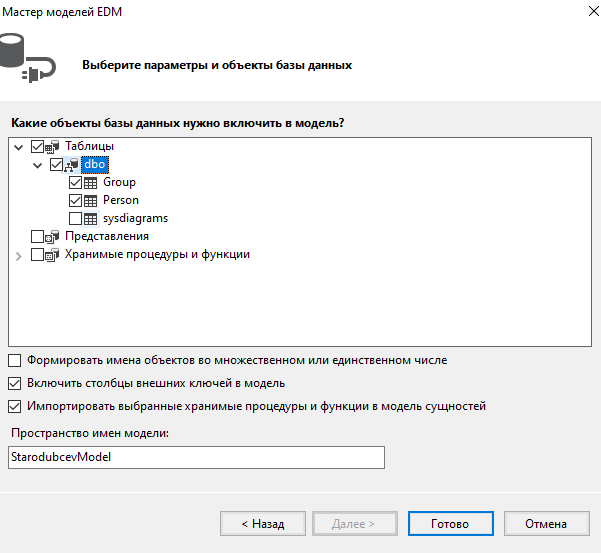 Мастер моделей EDM
Выберите параметры и объекты базы данных
Какие объекты базы данных нужно включить в модель?
Таблицы
dbo
Group
Person
sysdiagrams
Представления
Хранимые процедуры и функции
Формировать имена объектов во множественном или единственном числе
Включить столбцы внешних ключей в модель
Импортировать выбранные хранимые процедуры и функции в модель сущностей
Пространство имен модели:
StarodubcevModel
< Назад Далее > Готово Отмена